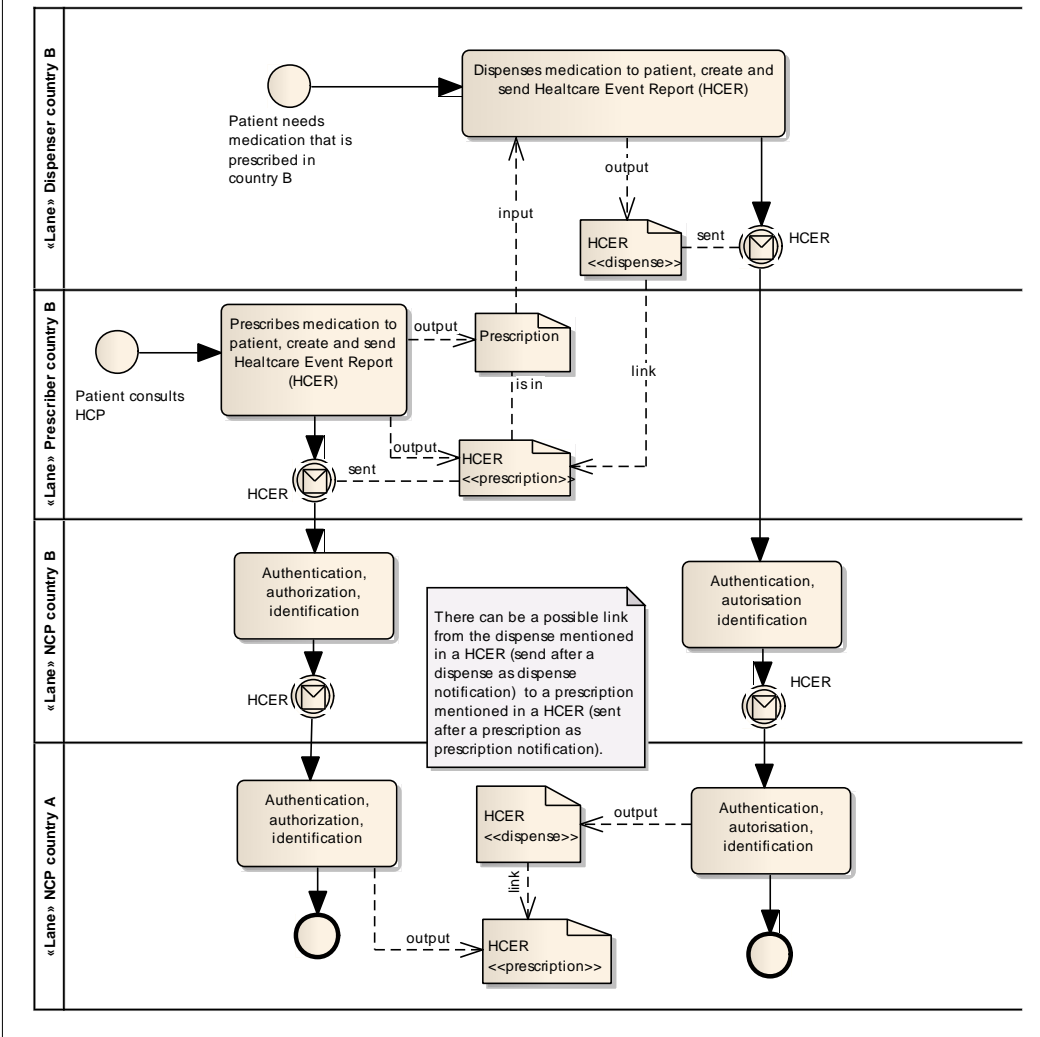 «Lane» Dispenser country B
Dispenses medication to patient, create and
send Healtcare Event Report (HCER)
Patient needs
medication that is
prescribed in
country B
output
input
HCER
<<dispense>>
sent
HCER
«Lane» Prescriber country B
Prescribes medication to
patient, create and send
Healtcare Event Report
(HCER)
output
Prescription
is in
link
Patient consults
HCP
output
HCER
<<prescription>>
sent
HCER
«Lane» NCP country B
Authentication,
authorization,
identification
HCER
There can be a possible link
from the dispense mentioned
in a HCER (send after a
dispense as dispense
notification) to a prescription
mentioned in a HCER (sent
after a prescription as
prescription notification).
Authentication,
autorisation
identification
HCER
«Lane» NCP country A
Authentication,
authorization,
identification
output
HCER
<<dispense>>
link
output
HCER
<<prescription>>
Authentication,
autorisation,
identification